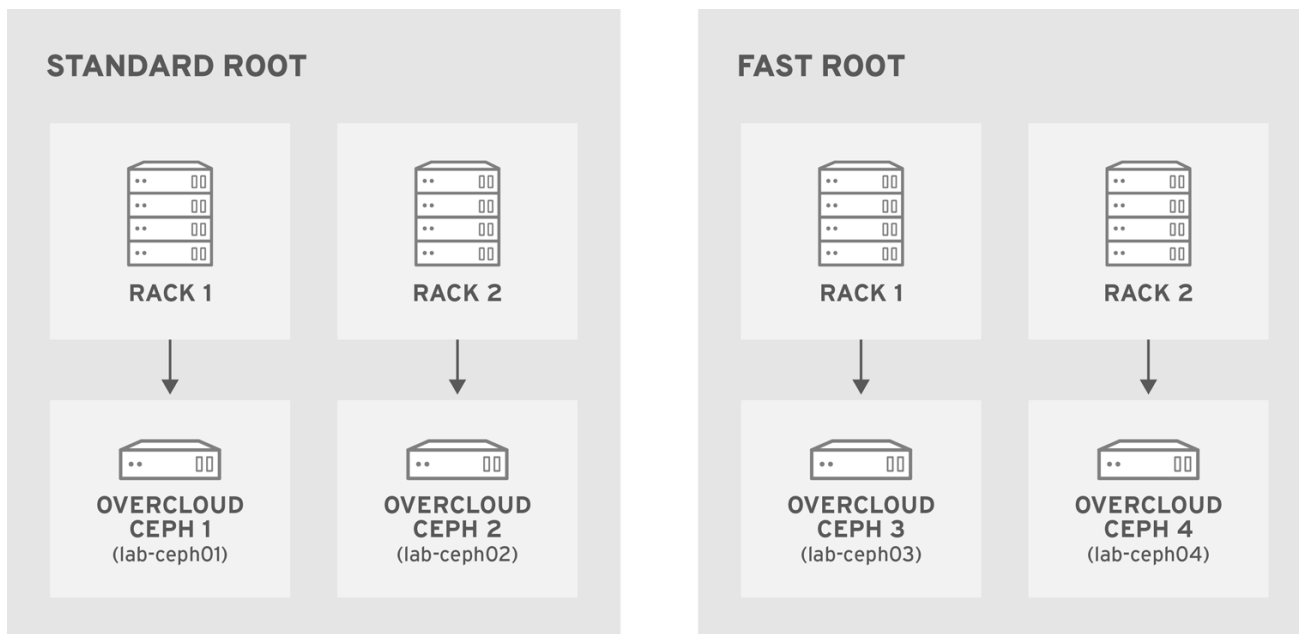 STANDARD ROOT
RACK 1
RACK 2
OVERCLOUD
CEPH 1
(lab-ceph01)
OVERCLOUD
CEPH 2
(lab-ceph02)
FAST ROOT
RACK 1
RACK 2
OVERCLOUD
CEPH 3
(lab-ceph03)
OVERCLOUD
CEPH 4
(lab-ceph04)